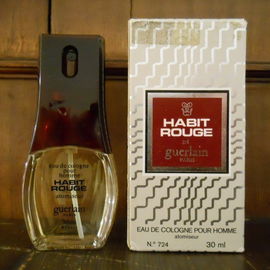 Eau de cologne
pour
homme
HABIT
ROUGE
atomiseur
guerlain
PARIS
HABIT
ROUGE
de
guerlain
PARIS
EAU DE COLOGNE POUR HOMME
atomiseur
N.° 724
30 ml